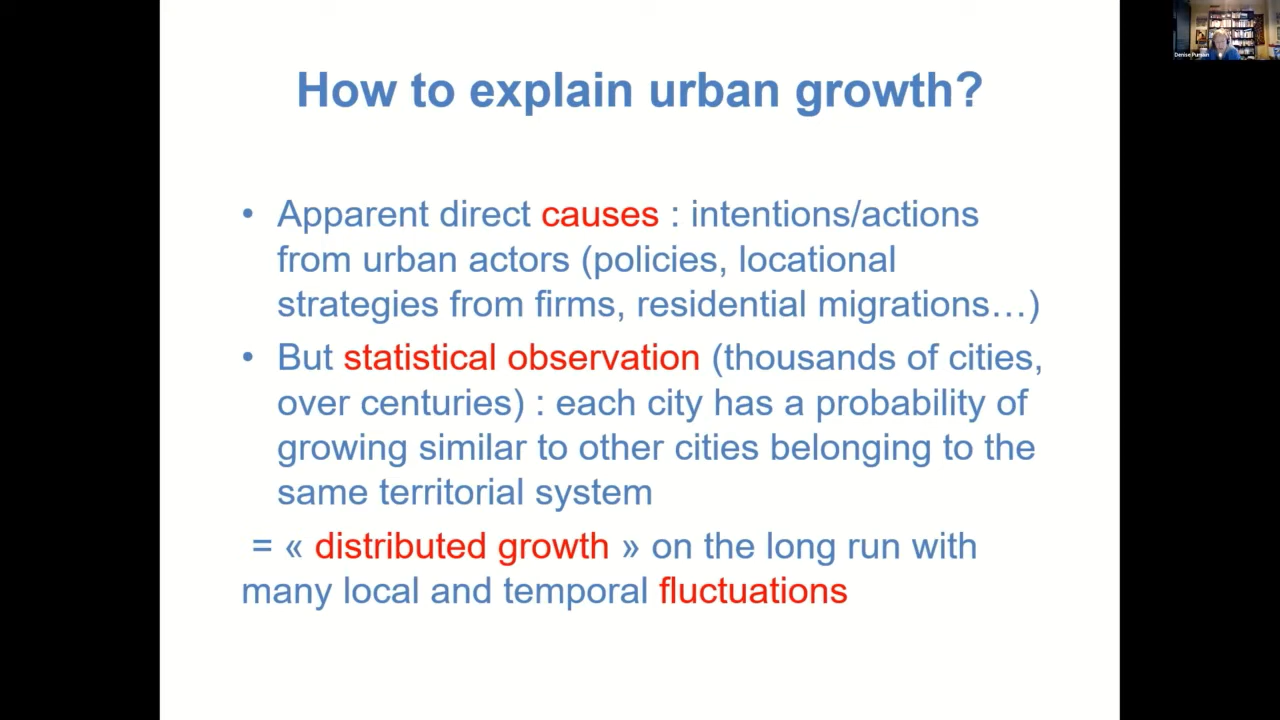 How to explain urban growth?
• Apparent direct causes : intentions/actions
from urban actors (policies, locational
strategies from firms, residential migrations…)
• But statistical observation (thousands of cities,
over centuries) : each city has a probability of
growing similar to other cities belonging to the
same territorial system
= « distributed growth » on the long run with
many local and temporal fluctuations
Denise Pumain